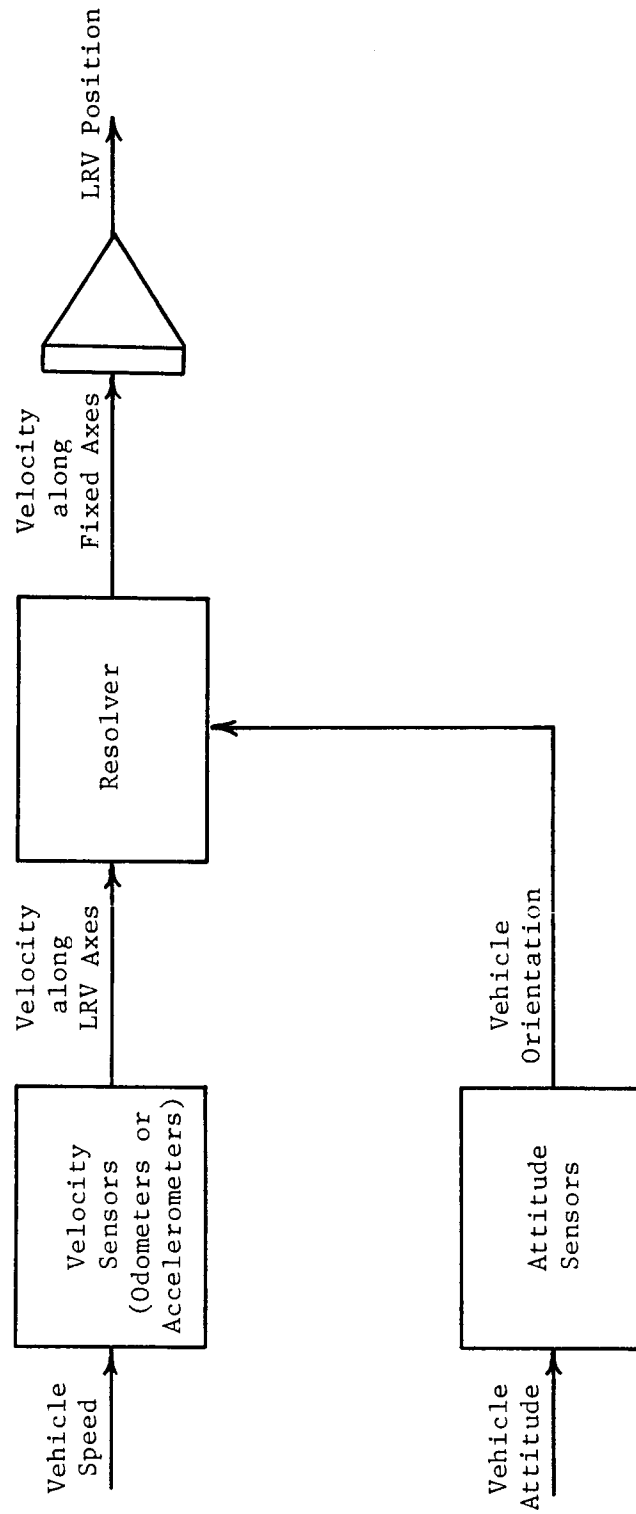 Vehicle
Speed
Velocity
Sensors
(Odometers or
Accelerometers)
Velocity
along
LRV Axes
Resolver
Velocity
along
Fixed Axes
LRV Position
Vehicle
Attitude
Attitude
Sensors
Vehicle
Orientation